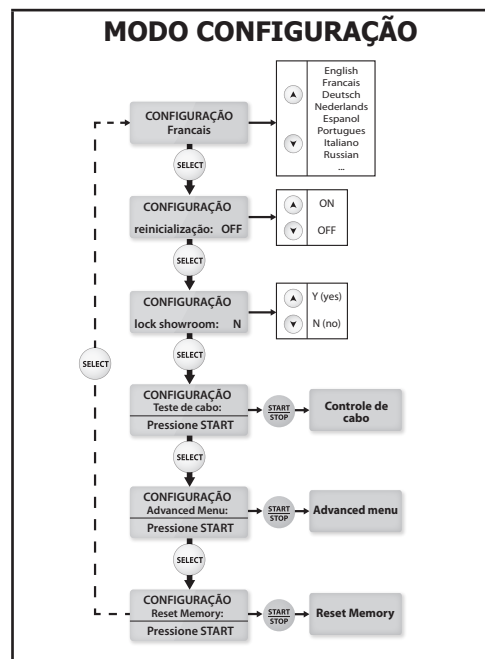 MODO CONFIGURAÇÃO
CONFIGURAÇÃO
Francais
English
Francais
Deutsch
Nederlands
Espanol
Portugues
Italiano
Russian
...
SELECT
CONFIGURAÇÃO
reinicialização: OFF
ON
OFF
SELECT
CONFIGURAÇÃO
lock showroom: N
Y (yes)
N (no)
SELECT
SELECT
CONFIGURAÇÃO
Teste de cabo:
Pressione START
START
STOP
Controle de
cabo
SELECT
CONFIGURAÇÃO
Advanced Menu:
Pressione START
START
STOP
Advanced menu
SELECT
CONFIGURAÇÃO
Reset Memory:
Pressione START
START
STOP
Reset Memory